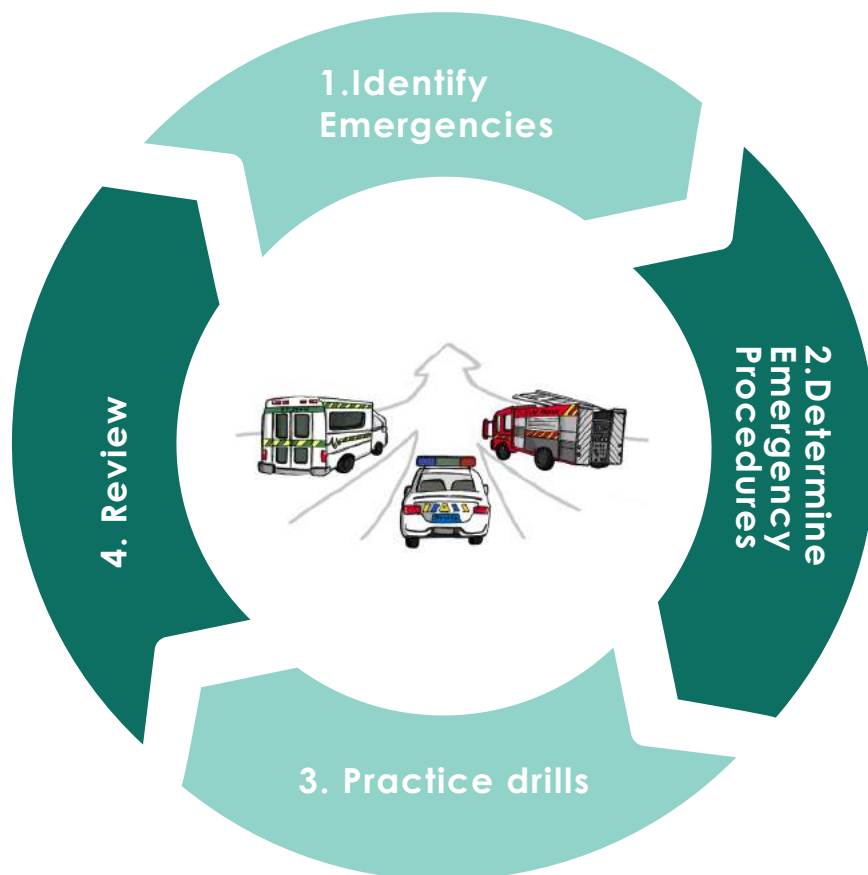 1.Identify
Emergencies
2.Determine
Emergency
Procedures
3. Practice drills
4. Review